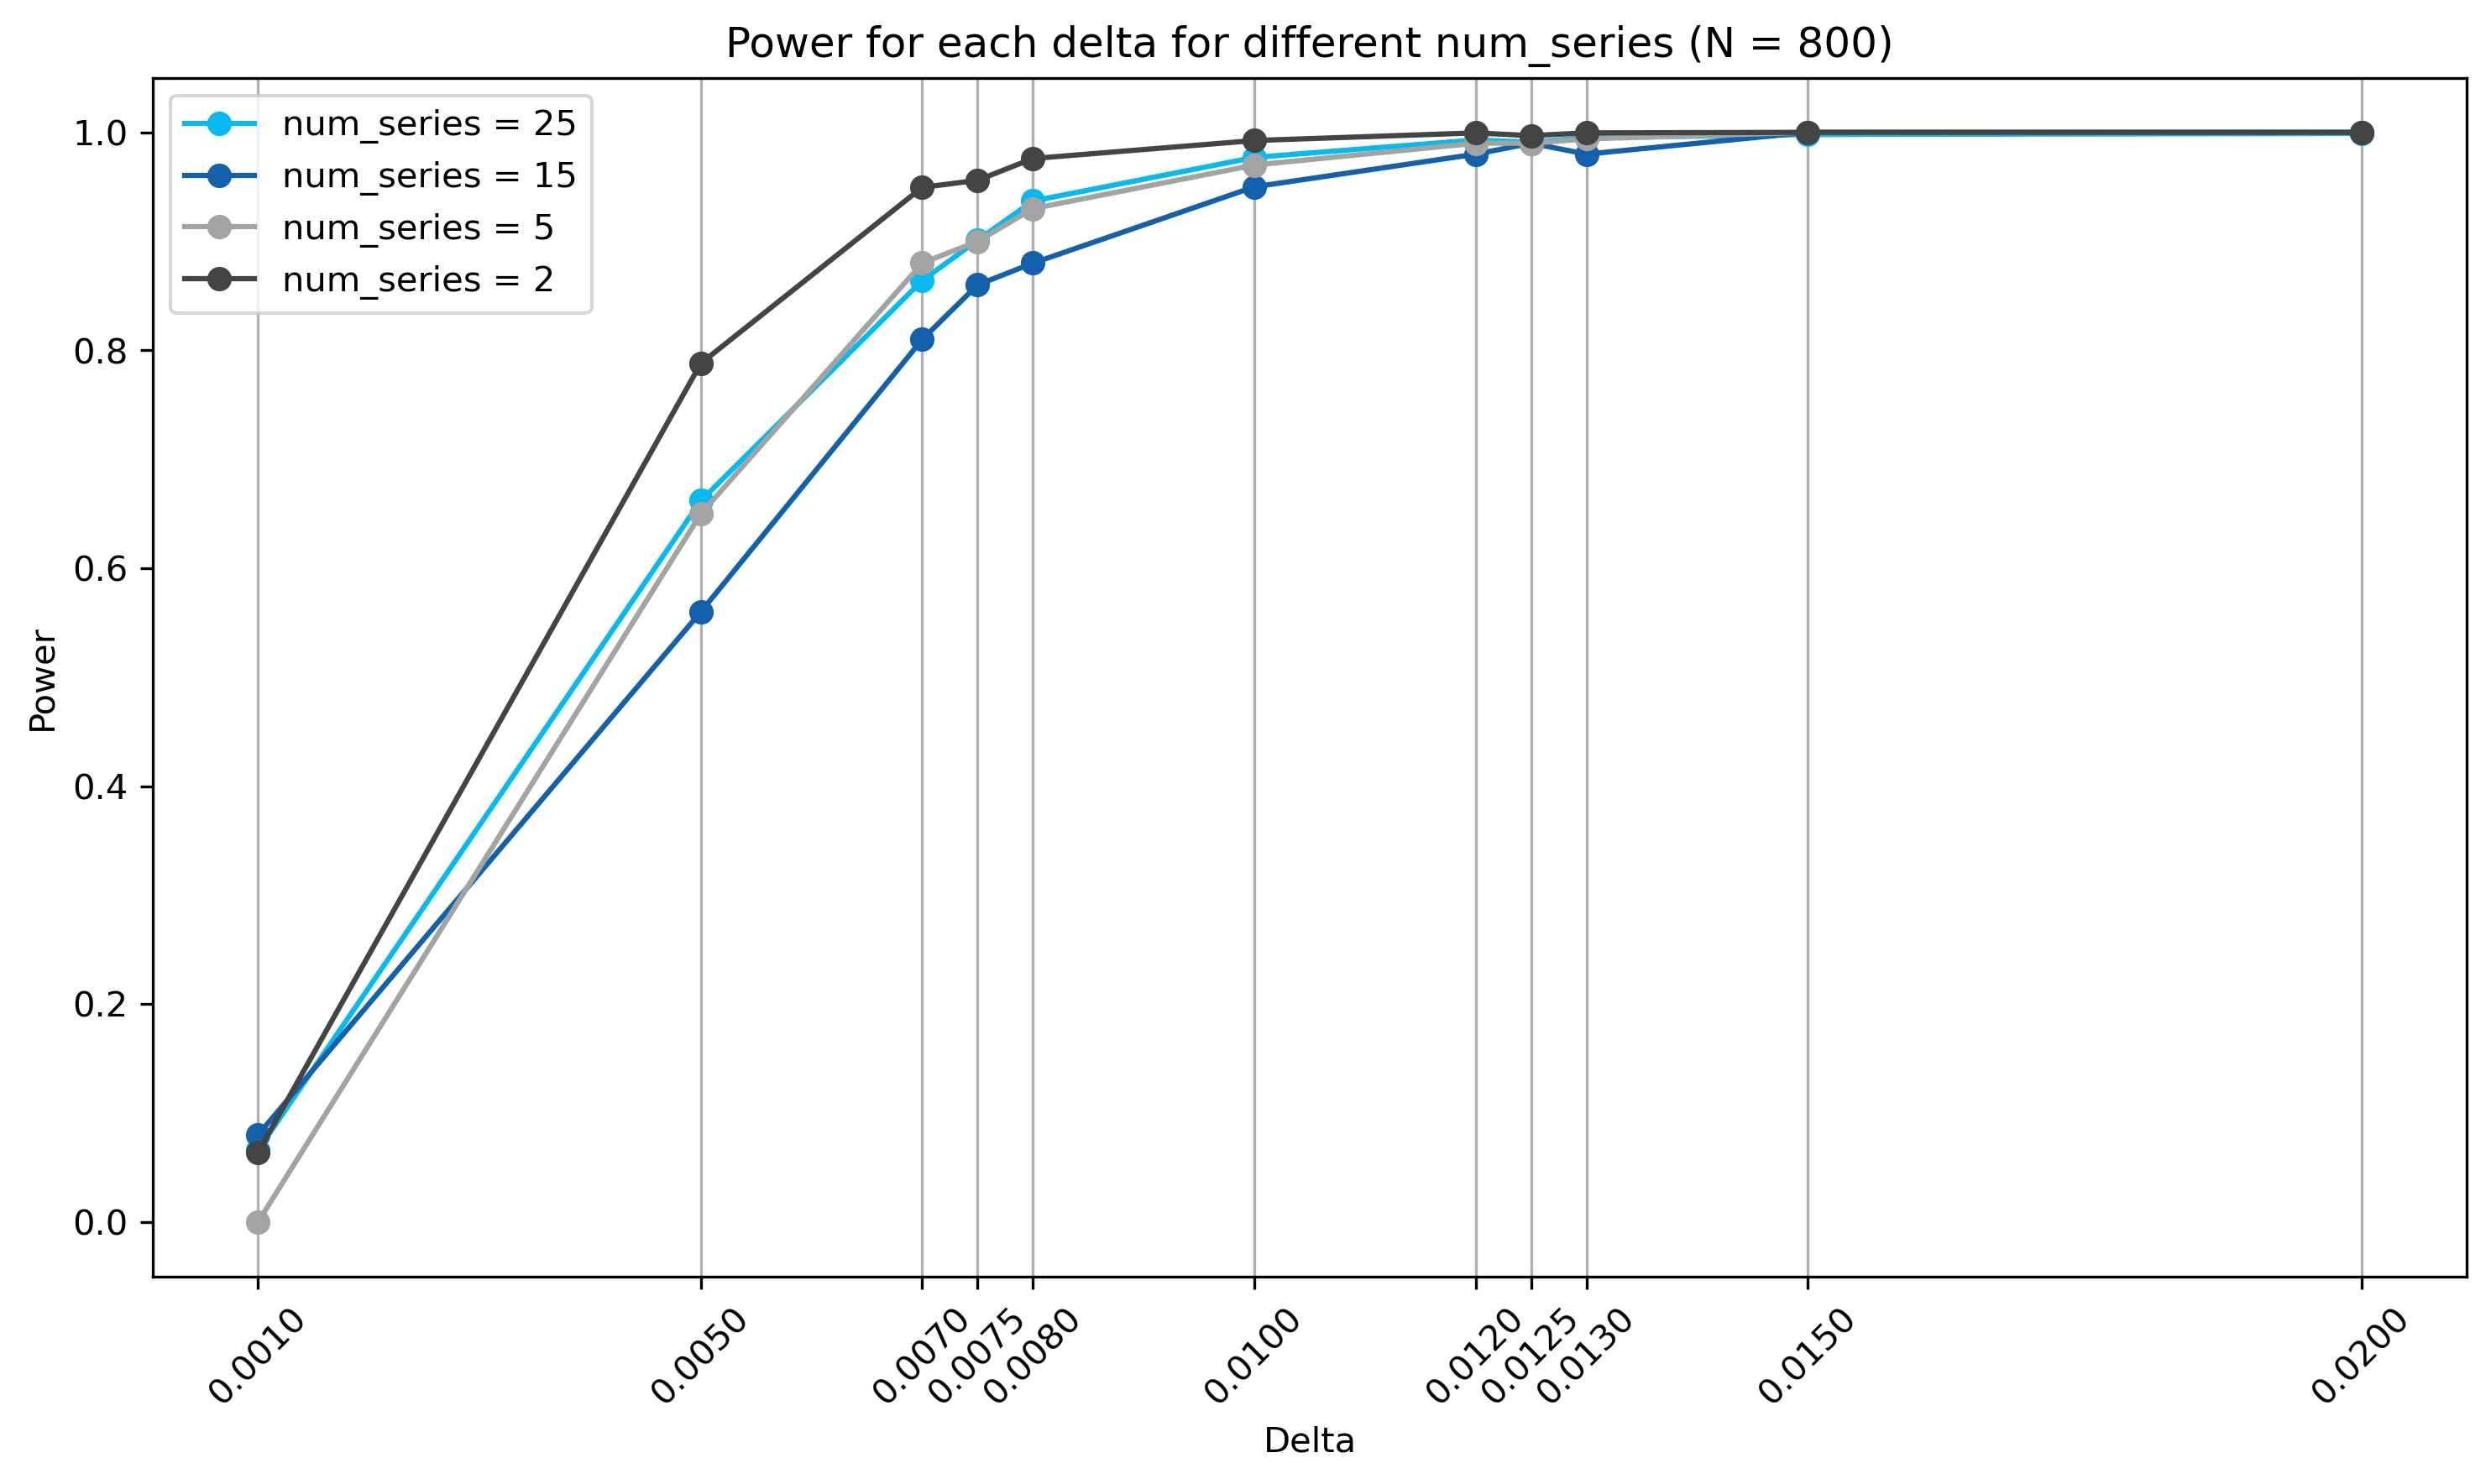 Power for each delta for different num_series (N = 800)
num_series = 25
num_series = 15
num_series = 5
num_series = 2
1.0
0.8
0.6
0.4
0.2
0.0
Power
0.0010
0.0050
0.0070
0.0075
0.0080
0.0100
0.0120
0.0125
0.0130
0.0150
0.0200
Delta